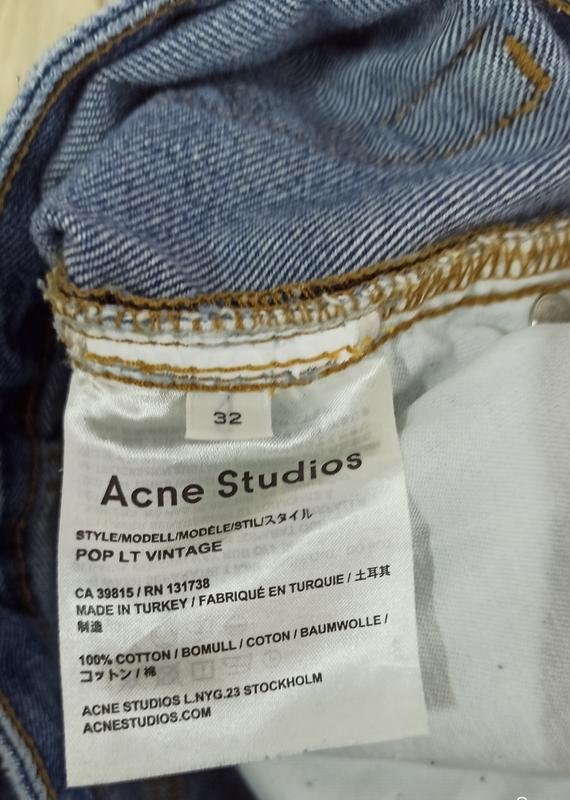 32
Acne Studios
STYLE/MODELL/MODÈLE/STIL/スタイル
POP LT VINTAGE
CA 39815 / RN 131738
MADE IN TURKEY / FABRIQUÉ EN TURQUIE / 土耳其
制造
100% COTTON / BOMULL / COTON / BAUMWOLLE /
コットン / 棉
ACNE STUDIOS L.NYG.23 STOCKHOLM
ACNESTUDIOS.COM